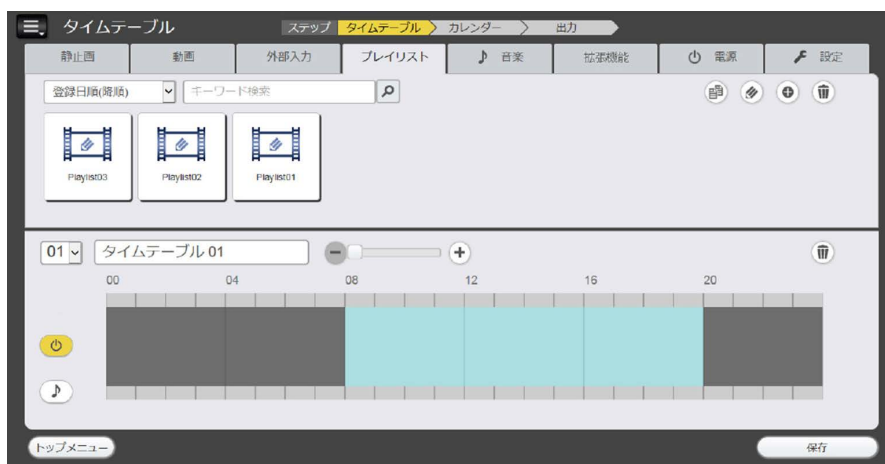 タイムテーブル ステップ タイムテーブル カレンダー 出力
静止画 動画 外部入力 プレイリスト 音楽 拡張機能 電源 設定
登録日順(降順) キーワード検索
Playlist03 Playlist02 Playlist01
01 タイムテーブル 01
00 04 08 12 16 20
トップメニュー 保存